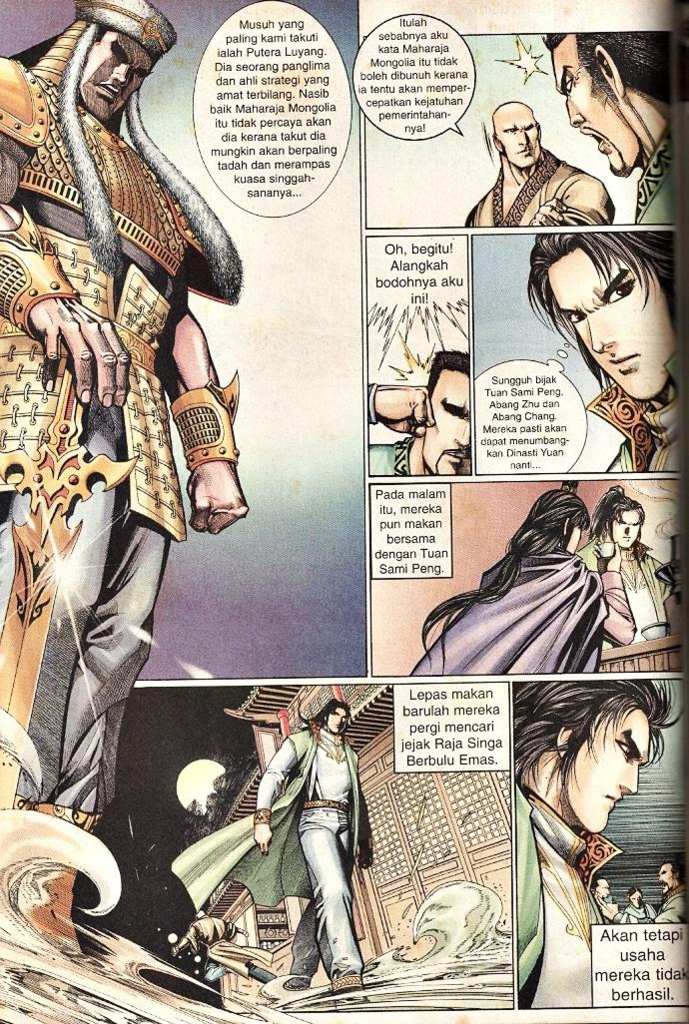 Musuh yang
paling kami takuti
ialah Putera Luyang.
Dia seorang panglima
dan ahli strategi yang
amat terbilang. Nasib
baik Maharaja Mongolia
itu tidak percaya akan
dia kerana takut dia
mungkin akan berpaling
tadah dan merampas
kuasa singgah-
sananya...
Itulah
sebabnya aku
kata Maharaja
Mongolia itu tidak
boleh dibunuh kerana
ia tentu akan memper-
cepatkan kejatuhan
pemerintahan-
nya!
Oh, begitu!
Alangkah
bodohnya aku
ini!
Sungguh bijak
Tuan Sami Peng,
Abang Zhu dan
Abang Chang.
Mereka pasti akan
dapat menumbang-
kan Dinasti Yuan
nanti...
Pada malam
itu, mereka
pun makan
bersama
dengan Tuan
Sami Peng.
Lepas makan
barulah mereka
pergi mencari
jejak Raja Singa
Berbulu Emas.
Akan tetapi
usaha
mereka tidak
berhasil.